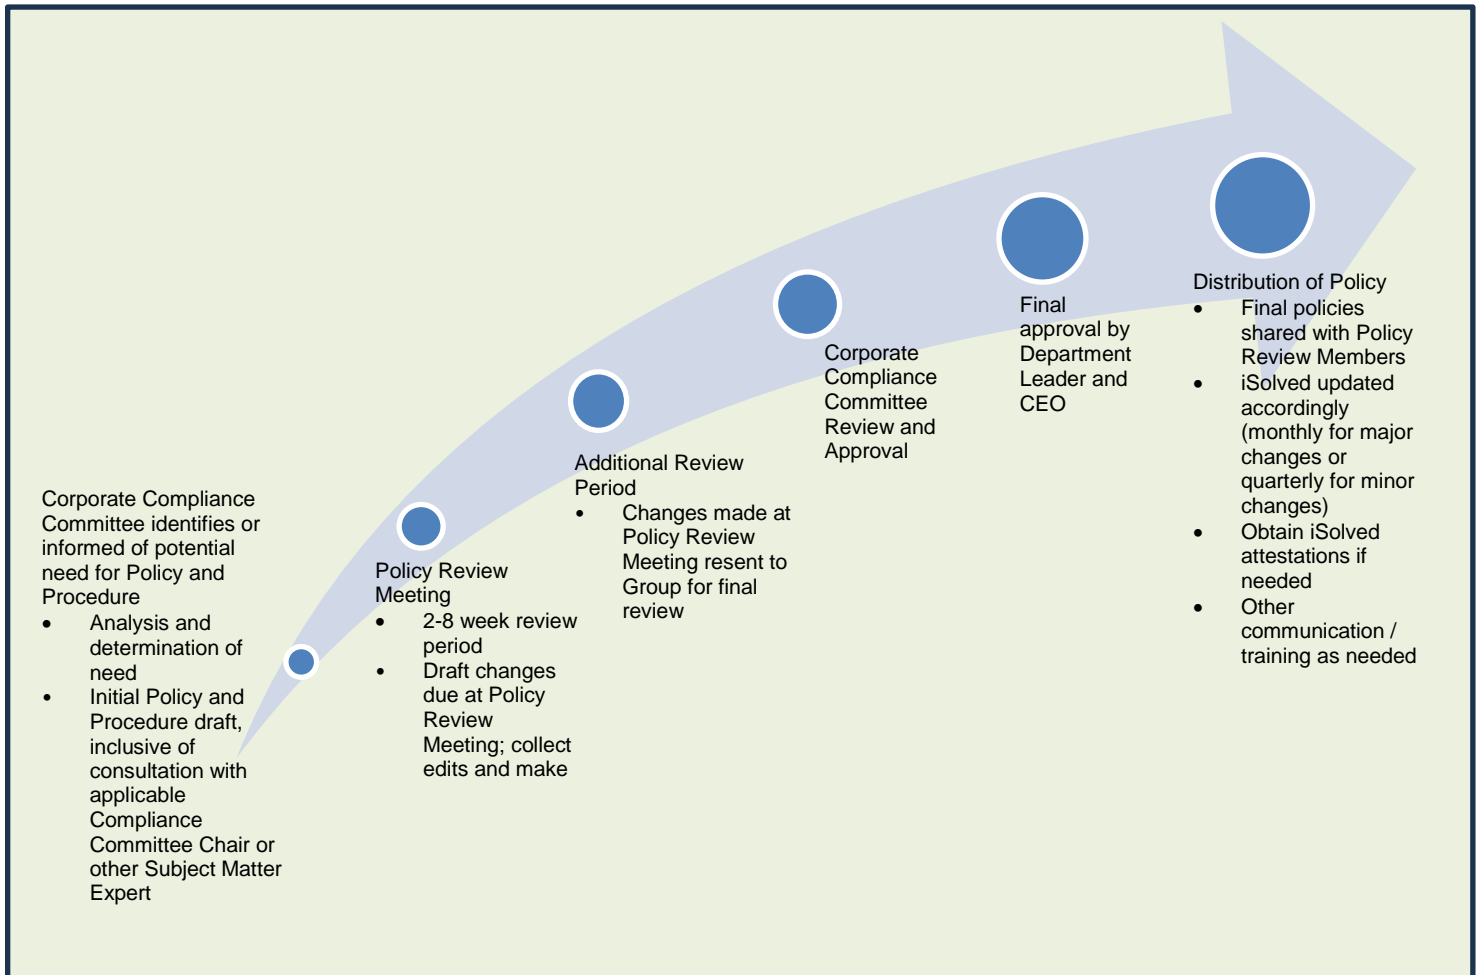 Corporate Compliance
Committee identifies or
informed of potential
need for Policy and
Procedure
• Analysis and
determination of
need
• Initial Policy and
Procedure draft,
inclusive of
consultation with
applicable
Compliance
Committee Chair or
other Subject Matter
Expert
Policy Review
Meeting
• 2-8 week review
period
• Draft changes
due at Policy
Review
Meeting; collect
edits and make
Additional Review
Period
• Changes made at
Policy Review
Meeting resent to
Group for final
review
Corporate
Compliance
Committee
Review and
Approval
Final
approval by
Department
Leader and
CEO
Distribution of Policy
• Final policies
shared with Policy
Review Members
• iSolved updated
accordingly
(monthly for major
changes or
quarterly for minor
changes)
• Obtain iSolved
attestations if
needed
• Other
communication /
training as needed